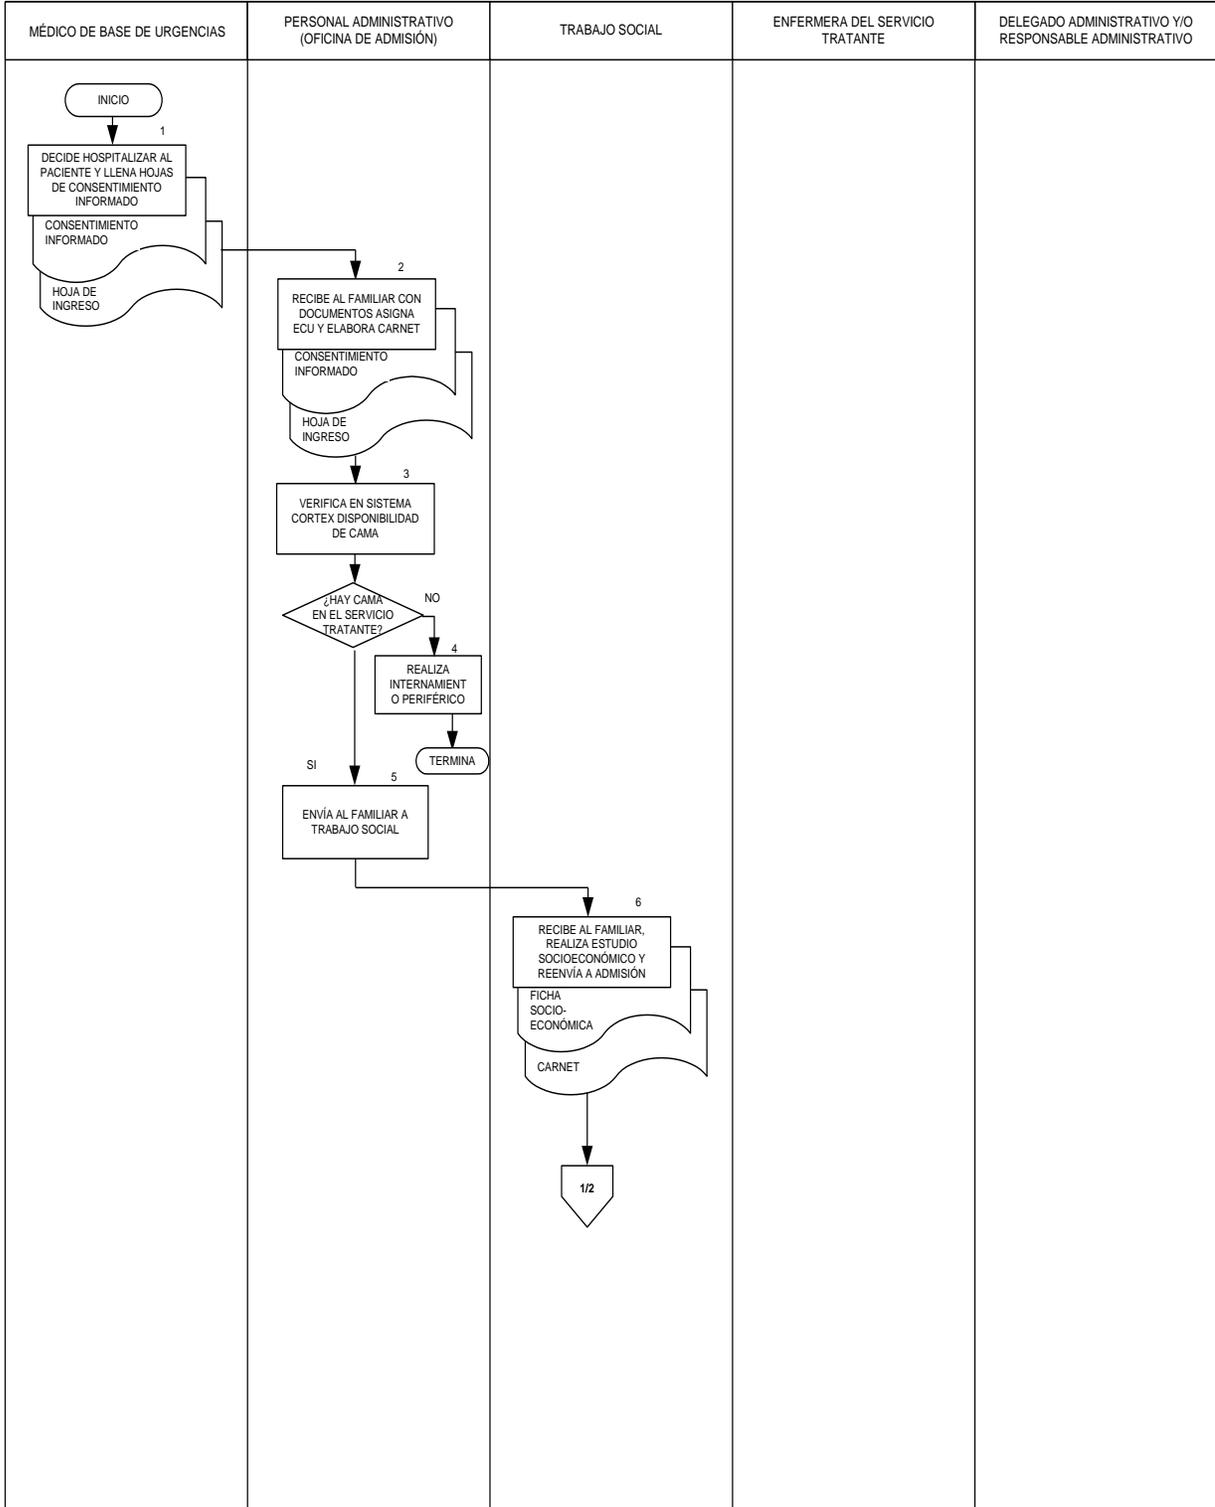 MÉDICO DE BASE DE URGENCIAS
PERSONAL ADMINISTRATIVO
(OFICINA DE ADMISIÓN)
TRABAJO SOCIAL
ENFERMERA DEL SERVICIO
TRATANTE
DELEGADO ADMINISTRATIVO Y/O
RESPONSABLE ADMINISTRATIVO
INICIO
1
DECIDE HOSPITALIZAR AL
PACIENTE Y LLENA HOJAS
DE CONSENTIMIENTO
INFORMADO
CONSENTIMIENTO
INFORMADO
HOJA DE
INGRESO
2
RECIBE AL FAMILIAR CON
DOCUMENTOS ASIGNA
ECU Y ELABORA CARNET
CONSENTIMIENTO
INFORMADO
HOJA DE
INGRESO
3
VERIFICA EN SISTEMA
CORTEX DISPONIBILIDAD
DE CAMA
¿HAY CAMA
EN EL SERVICIO
TRATANTE?
NO
4
REALIZA
INTERNAMIENT
O PERIFÉRICO
TERMINA
SI
5
ENVÍA AL FAMILIAR A
TRABAJO SOCIAL
6
RECIBE AL FAMILIAR,
REALIZA ESTUDIO
SOCIOECONÓMICO Y
REENVÍA A ADMISIÓN
FICHA
SOCIO-
ECONÓMICA
CARNET
1/2